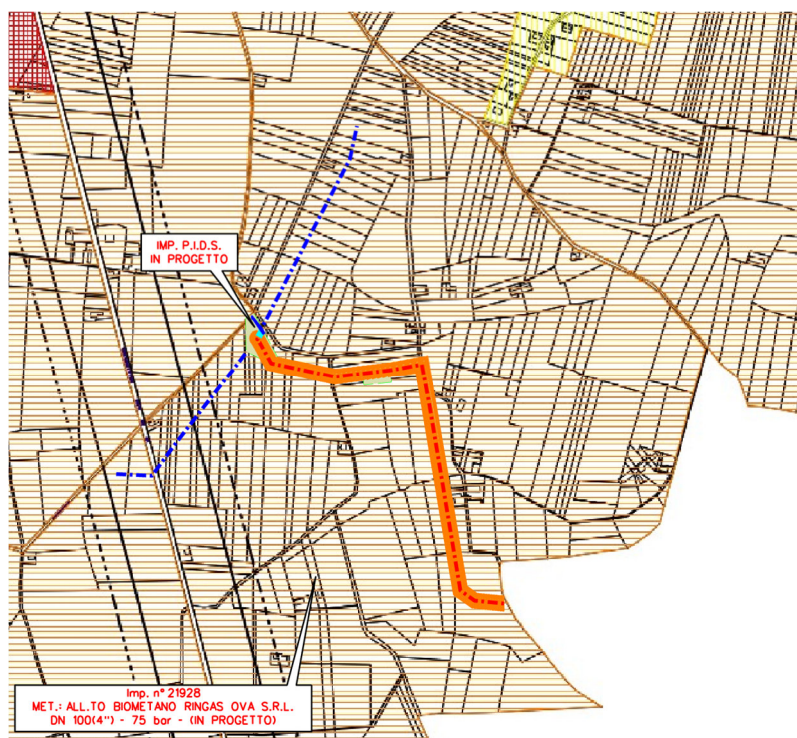 IMP. P.I.D.S.
IN PROGETTO
Imp. n° 21928
MET.: ALL.TO BIOMETANO RINGAS OVA S.R.L.
DN 100(4") - 75 bar - (IN PROGETTO)